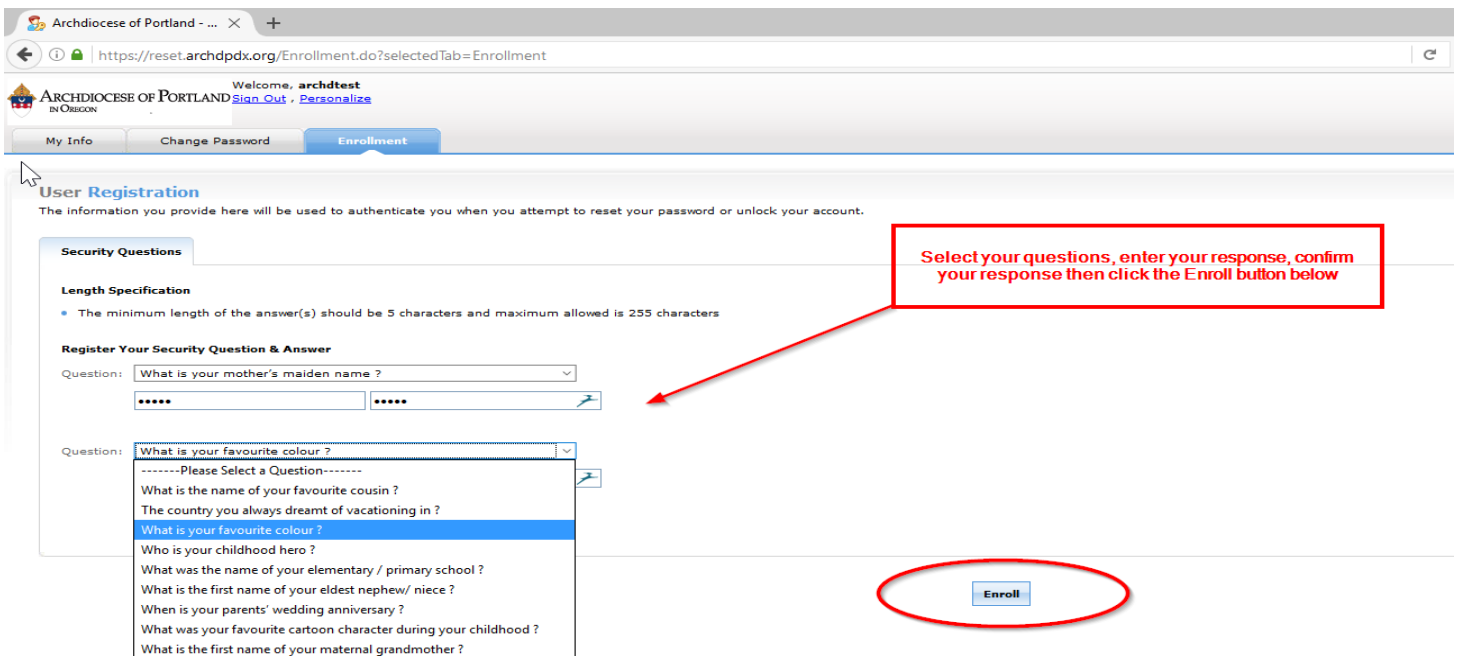 Archdiocese of Portland - ...
https://reset.archdpdx.org/Enrollment.do?selectedTab=Enrollment
ARCHDIOCESE OF PORTLAND
IN OREGON
Welcome, archdtest
Sign Out , Personalize
My Info Change Password Enrollment
User Registration
The information you provide here will be used to authenticate you when you attempt to reset your password or unlock your account.
Security Questions
Select your questions, enter your response, confirm
your response then click the Enroll button below
Length Specification
• The minimum length of the answer(s) should be 5 characters and maximum allowed is 255 characters
Register Your Security Question & Answer
Question: What is your mother's maiden name ?
••••• •••••
Question: What is your favourite colour ?
-------Please Select a Question-------
What is the name of your favourite cousin ?
The country you always dreamt of vacationing in ?
What is your favourite colour ?
Who is your childhood hero ?
What was the name of your elementary / primary school ?
What is the first name of your eldest nephew/ niece ?
When is your parents' wedding anniversary ?
What was your favourite cartoon character during your childhood ?
What is the first name of your maternal grandmother ?
Enroll